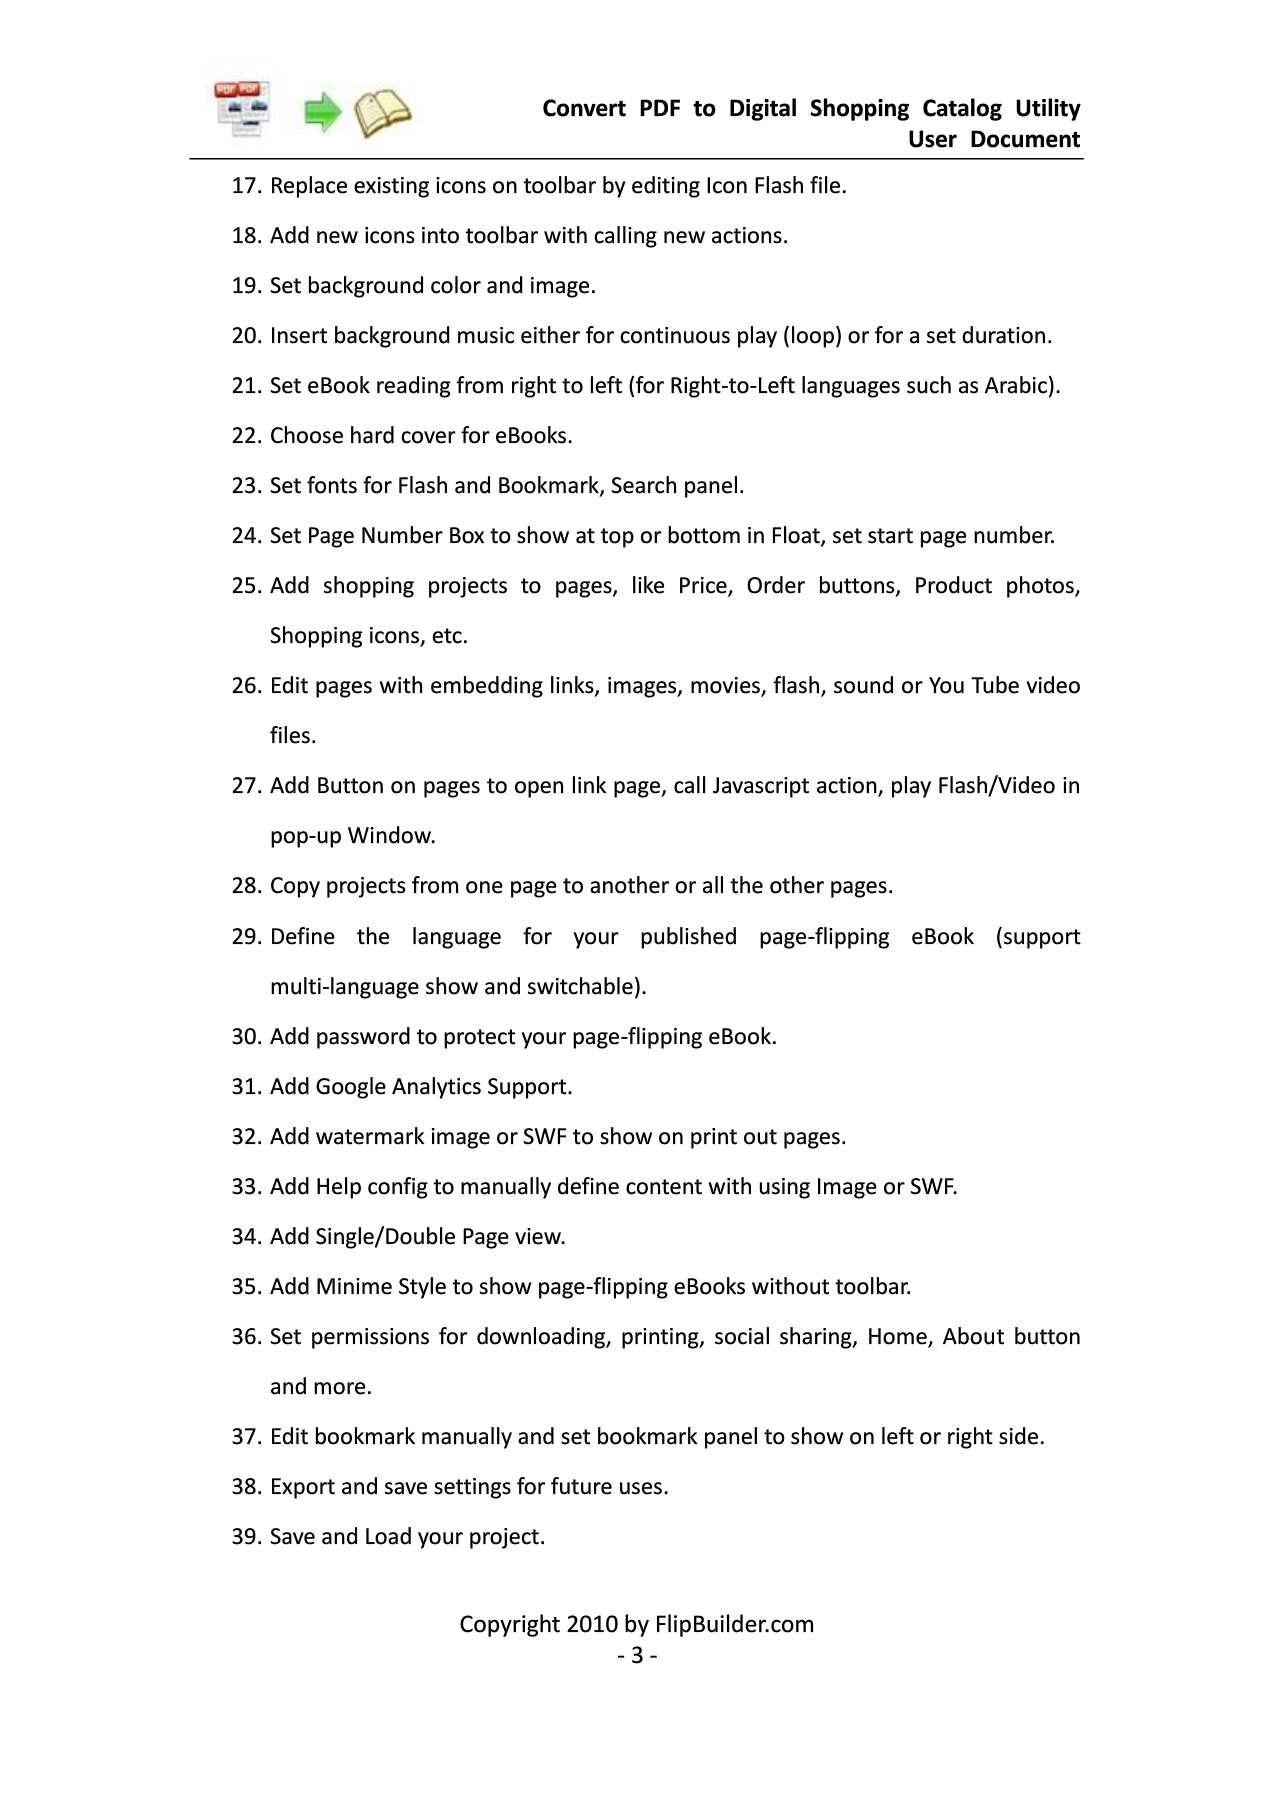 PDF PDF
Convert PDF to Digital Shopping Catalog Utility
User Document
17. Replace existing icons on toolbar by editing Icon Flash file.
18. Add new icons into toolbar with calling new actions.
19. Set background color and image.
20. Insert background music either for continuous play (loop) or for a set duration.
21. Set eBook reading from right to left (for Right-to-Left languages such as Arabic).
22. Choose hard cover for eBooks.
23. Set fonts for Flash and Bookmark, Search panel.
24. Set Page Number Box to show at top or bottom in Float, set start page number.
25. Add shopping projects to pages, like Price, Order buttons, Product photos,
Shopping icons, etc.
26. Edit pages with embedding links, images, movies, flash, sound or You Tube video
files.
27. Add Button on pages to open link page, call Javascript action, play Flash/Video in
pop-up Window.
28. Copy projects from one page to another or all the other pages.
29. Define the language for your published page-flipping eBook (support
multi-language show and switchable).
30. Add password to protect your page-flipping eBook.
31. Add Google Analytics Support.
32. Add watermark image or SWF to show on print out pages.
33. Add Help config to manually define content with using Image or SWF.
34. Add Single/Double Page view.
35. Add Minime Style to show page-flipping eBooks without toolbar.
36. Set permissions for downloading, printing, social sharing, Home, About button
and more.
37. Edit bookmark manually and set bookmark panel to show on left or right side.
38. Export and save settings for future uses.
39. Save and Load your project.
Copyright 2010 by FlipBuilder.com
- 3 -